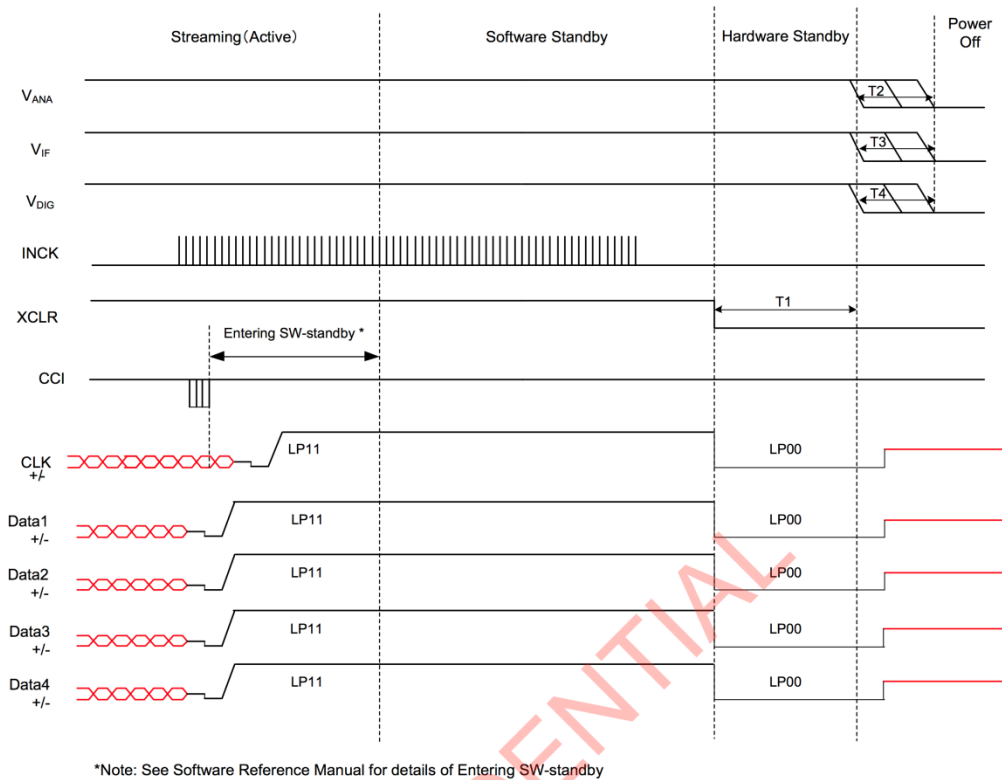 Streaming（Active） Software Standby Hardware Standby Power Off
VANA T2
VIF T3
VDIG T4
INCK
XCLR T1
Entering SW-standby *
CCI
CLK +/- LP11 LP00
Data1 +/- LP11 LP00
Data2 +/- LP11 LP00
Data3 +/- LP11 LP00
Data4 +/- LP11 LP00
ENTIAL
*Note: See Software Reference Manual for details of Entering SW-standby